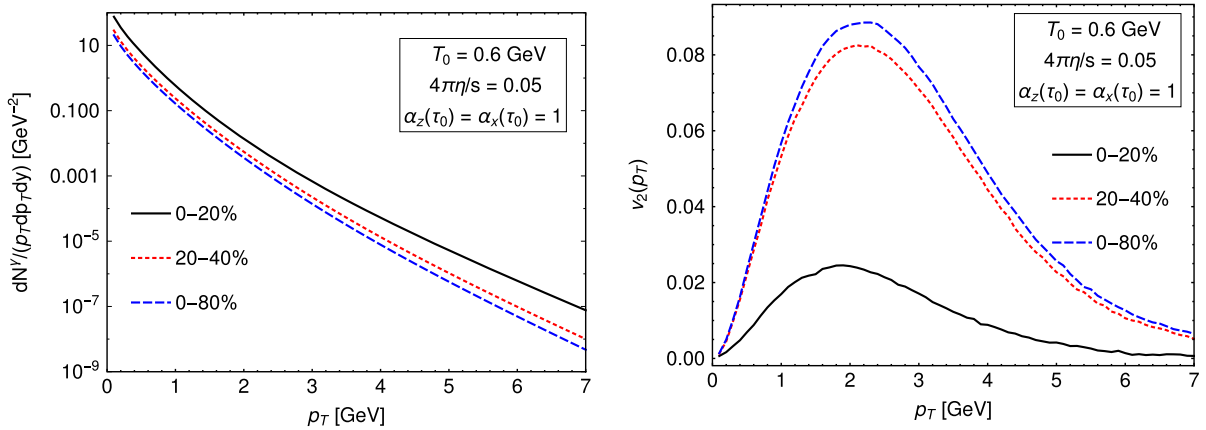 10
0.100
0.001
10⁻⁵
10⁻⁷
10⁻⁹
dNγ/(pTdpTdy) [GeV⁻²]
T₀ = 0.6 GeV
4πη/s = 0.05
αz(τ₀) = αx(τ₀) = 1
0–20%
20–40%
0–80%
0 1 2 3 4 5 6 7
pT [GeV]
0.08
0.06
0.04
0.02
0.00
v₂(pT)
T₀ = 0.6 GeV
4πη/s = 0.05
αz(τ₀) = αx(τ₀) = 1
0–20%
20–40%
0–80%
0 1 2 3 4 5 6 7
pT [GeV]